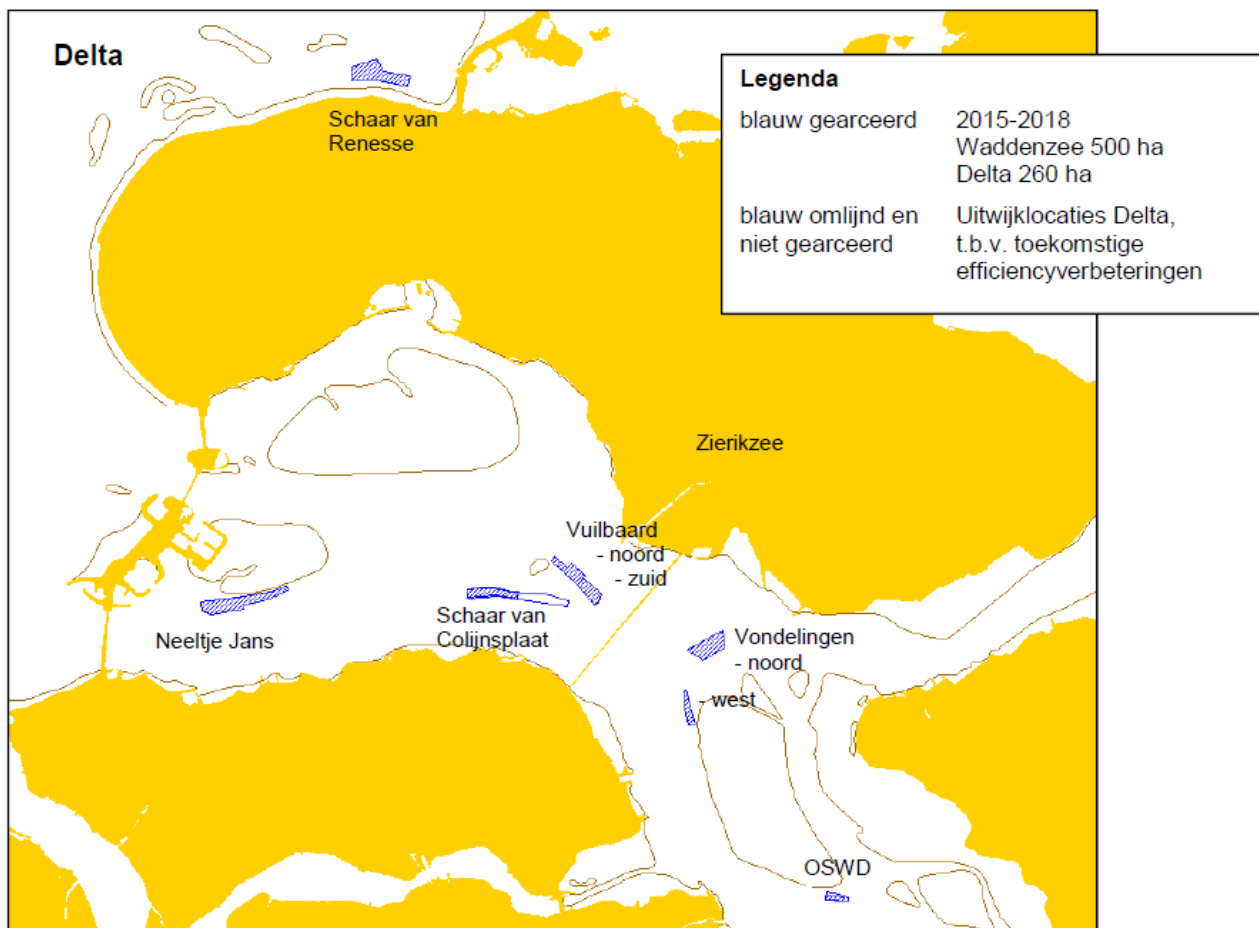 Delta
Legenda
blauw gearceerd 2015-2018
Waddenzee 500 ha
Delta 260 ha
blauw omlijnd en Uitwijklocaties Delta,
niet gearceerd t.b.v. toekomstige
efficiencyverbeteringen
Schaar van
Renesse
Zierikzee
Vuilbaard
- noord
- zuid
Schaar van
Colijnsplaat
Neeltje Jans
Vondelingen
- noord
- west
OSWD